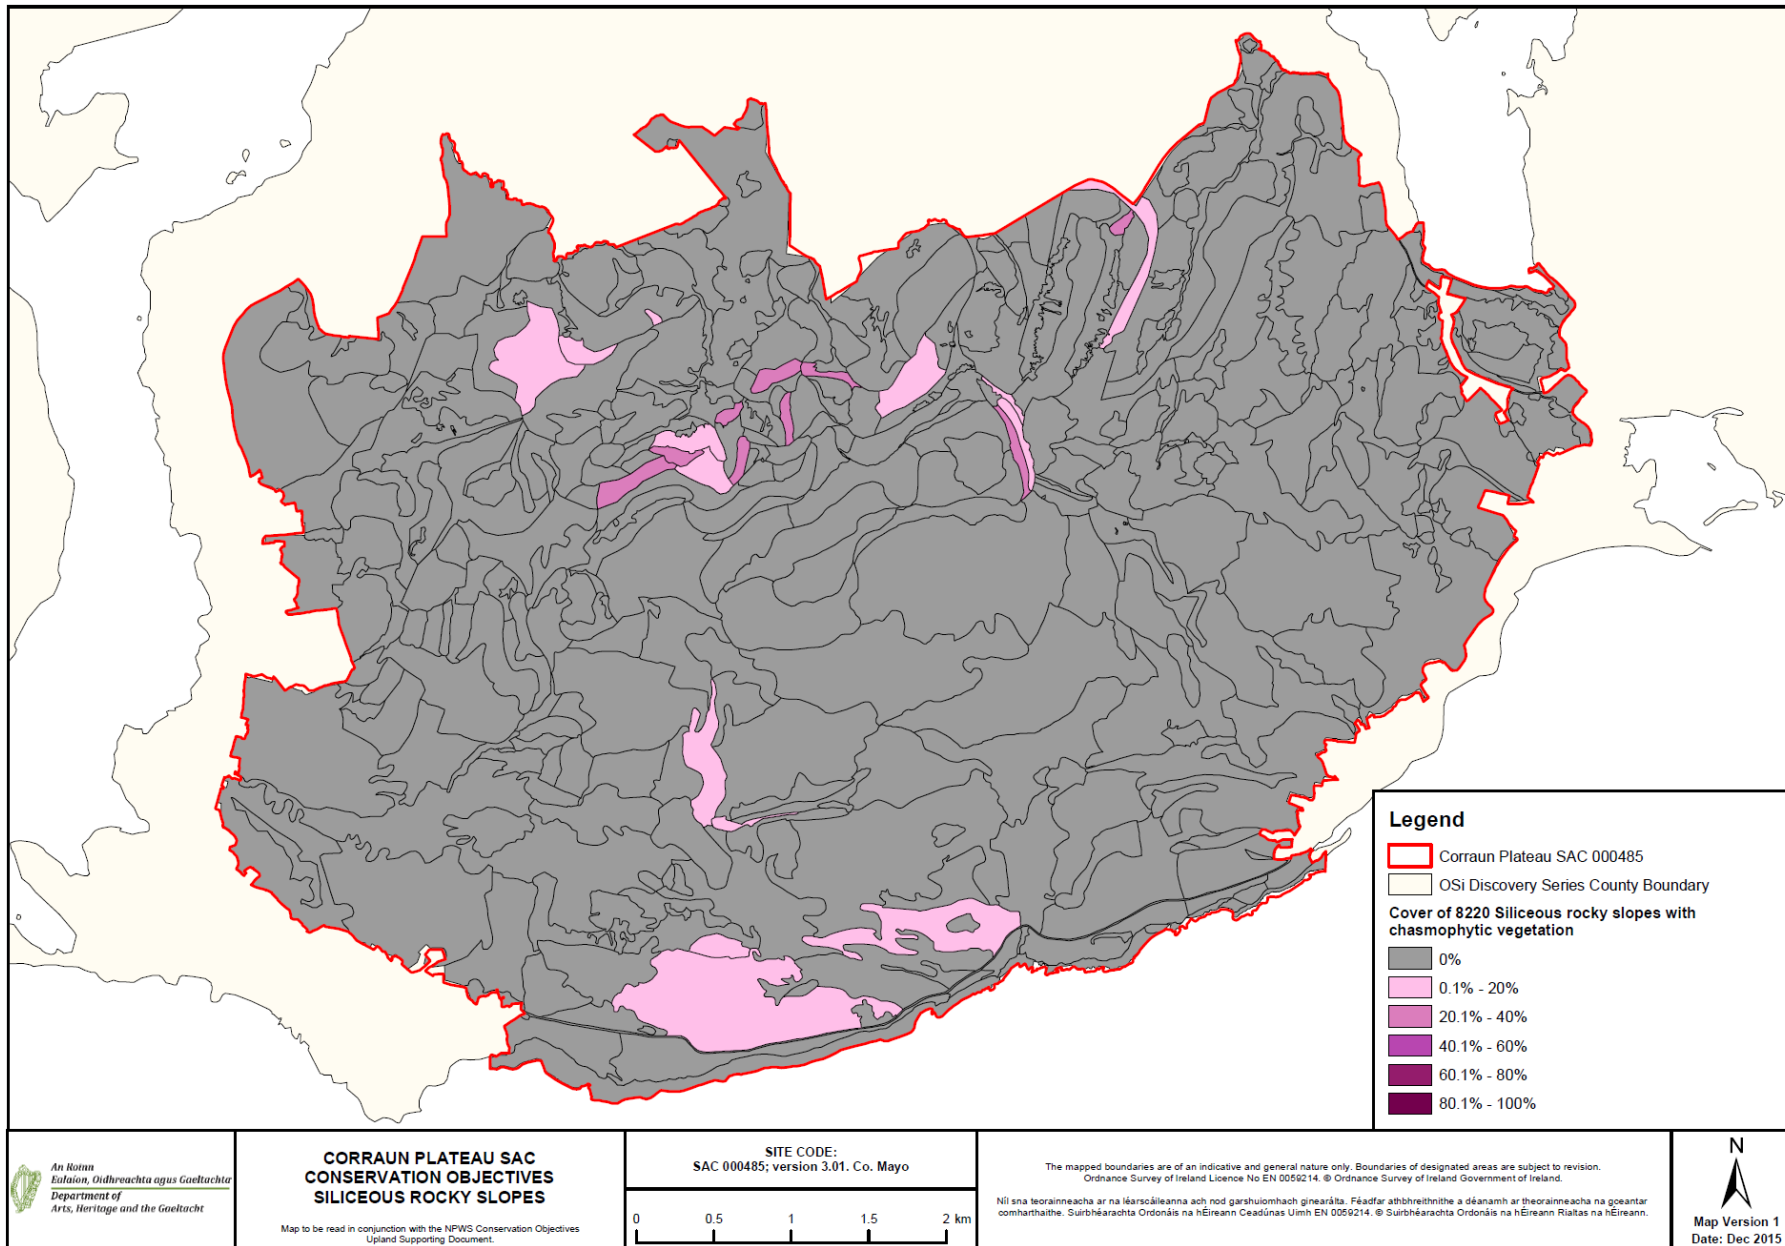 Legend
Corraun Plateau SAC 000485
OSi Discovery Series County Boundary
Cover of 8220 Siliceous rocky slopes with
chasmophytic vegetation
0%
0.1% - 20%
20.1% - 40%
40.1% - 60%
60.1% - 80%
80.1% - 100%
An Roinn
Ealaíon, Oidhreachta agus Gaeltachta
Department of
Arts, Heritage and the Gaeltacht
CORRAUN PLATEAU SAC
CONSERVATION OBJECTIVES
SILICEOUS ROCKY SLOPES
Map to be read in conjunction with the NPWS Conservation Objectives
Upland Supporting Document.
SITE CODE:
SAC 000485; version 3.01. Co. Mayo
0 0.5 1 1.5 2 km
The mapped boundaries are of an indicative and general nature only. Boundaries of designated areas are subject to revision.
Ordnance Survey of Ireland Licence No EN 0059214. © Ordnance Survey of Ireland Government of Ireland.
Níl sna teorainneacha ar na léarscáileanna ach nod garshuiomhach ginearálta. Féadfar athbhreithnithe a déanamh ar theorainneacha na gceantar
comharthaithe. Suirbhéarachta Ordonáis na hÉireann Ceadúnas Uimh EN 0059214. © Suirbhéarachta Ordonáis na hÉireann Rialtas na hÉireann.
N
Map Version 1
Date: Dec 2015